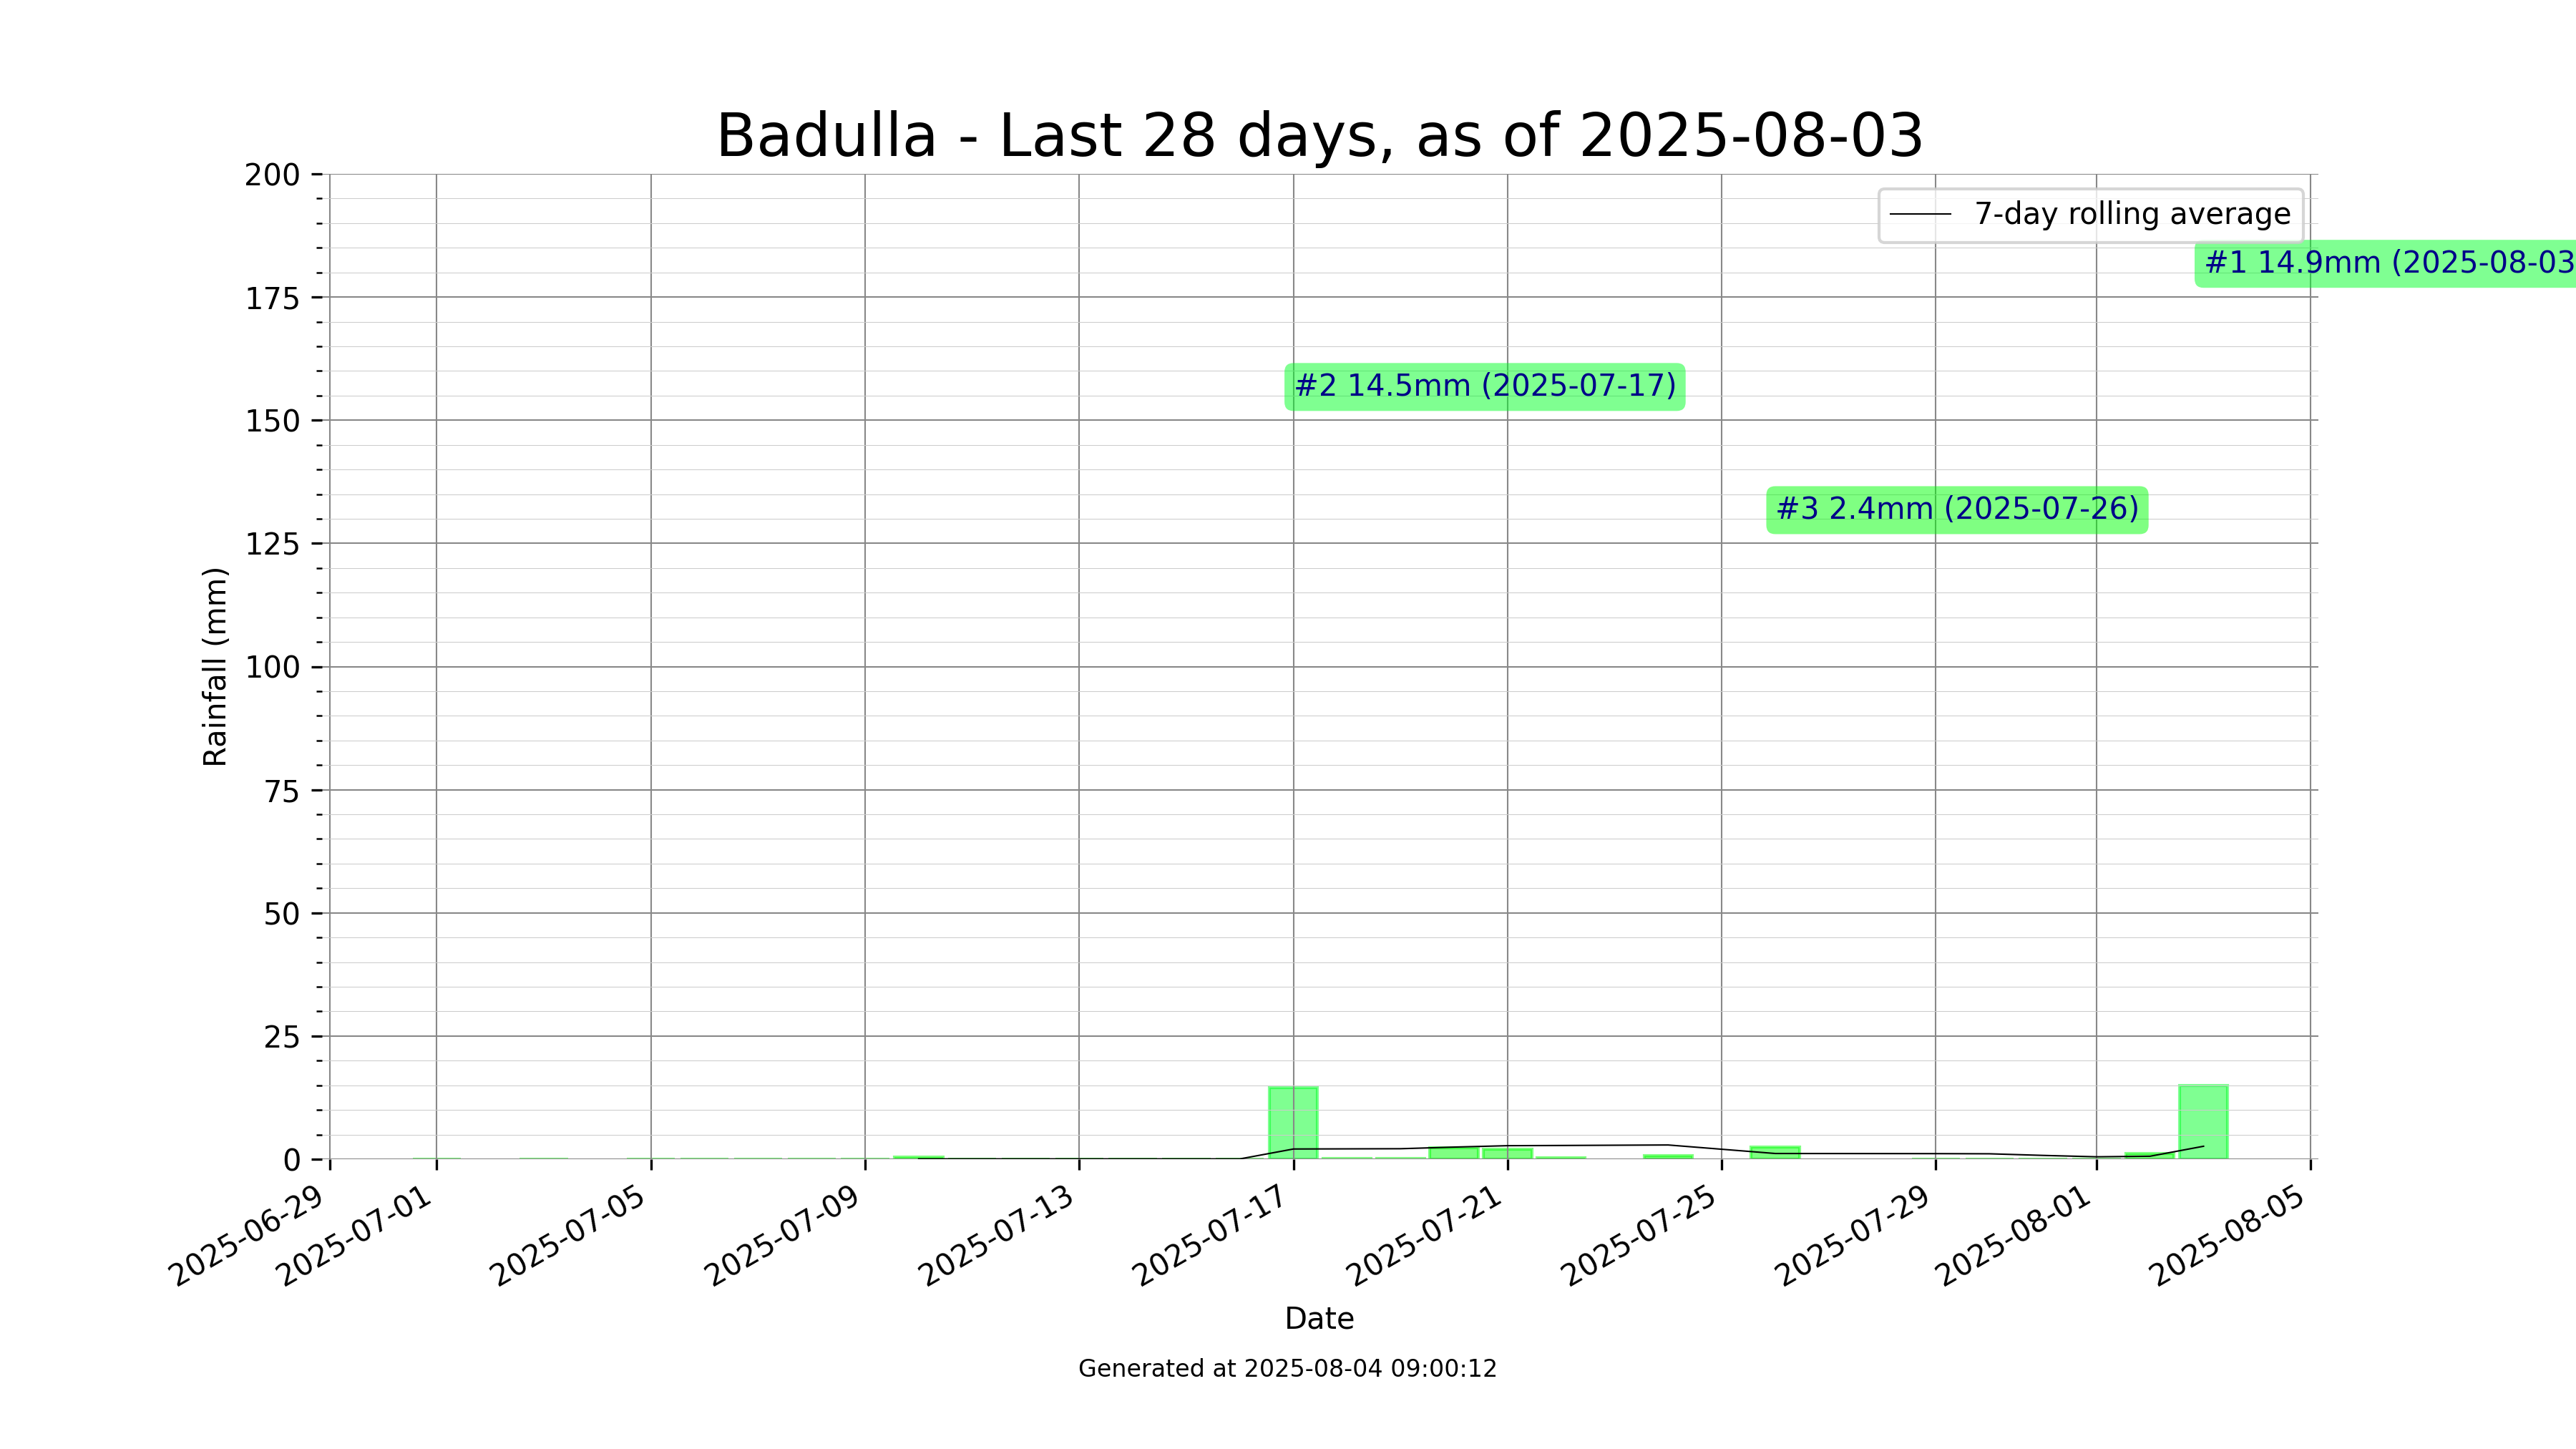 Badulla - Last 28 days, as of 2025-08-03
200
175
150
125
100
75
50
25
0
Rainfall (mm)
7-day rolling average
#1 14.9mm (2025-08-03
#2 14.5mm (2025-07-17)
#3 2.4mm (2025-07-26)
2025-06-29
2025-07-01
2025-07-05
2025-07-09
2025-07-13
2025-07-17
2025-07-21
2025-07-25
2025-07-29
2025-08-01
2025-08-05
Date
Generated at 2025-08-04 09:00:12